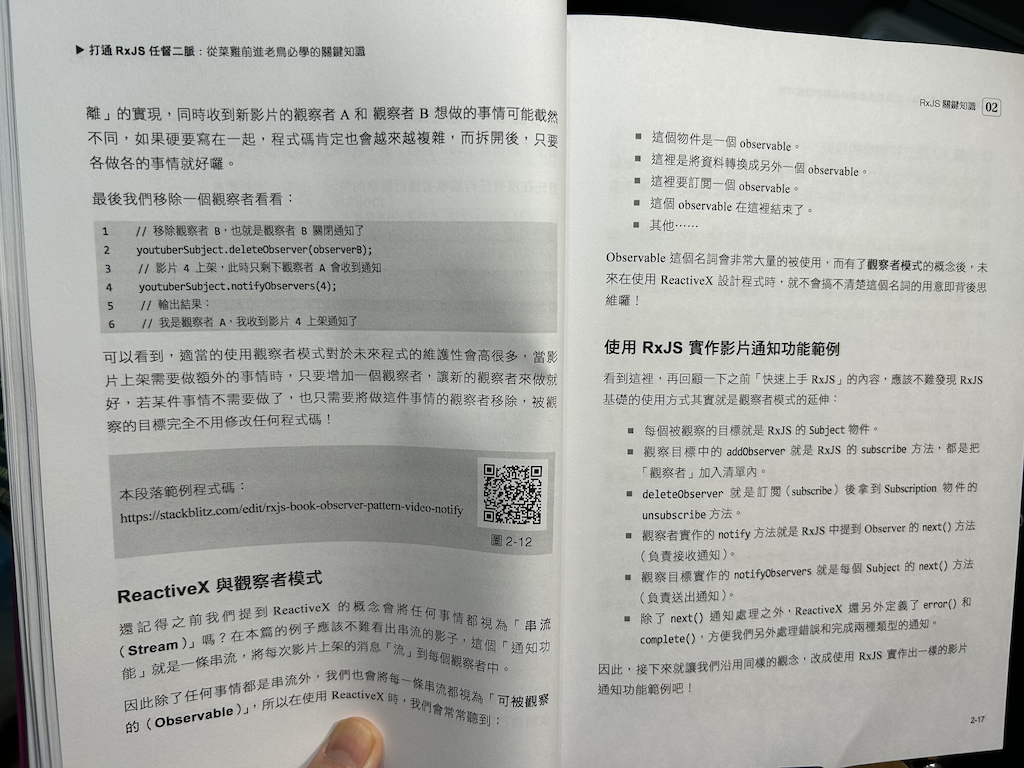 ▶ 打通 RxJS 任督二脈：從菜雞前進老鳥必學的關鍵知識
離」的實現，同時收到新影片的觀察者 A 和 觀察者 B 想做的事情可能截然
不同，如果硬要寫在一起，程式碼肯定也會越來越複雜，而拆開後，只要
各做各的事情就好囉。
最後我們移除一個觀察者看看：
1 // 移除觀察者 B，也就是觀察者 B 關閉通知了
2 youtuberSubject.deleteObserver(observerB);
3 // 影片 4 上架，此時只剩下觀察者 A 會收到通知
4 youtuberSubject.notifyObservers(4);
5 // 輸出結果：
6 // 我是觀察者 A，我收到影片 4 上架通知了
可以看到，適當的使用觀察者模式對於未來程式的維護性會高很多，當影
片上架需要做額外的事情時，只要增加一個觀察者，讓新的觀察者來做就
好，若某件事情不需要做了，也只需要將做這件事情的觀察者移除，被觀
察的目標完全不用修改任何程式碼！
本段落範例程式碼：
https://stackblitz.com/edit/rxjs-book-observer-pattern-video-notify
圖 2-12
ReactiveX 與觀察者模式
還記得之前我們提到 ReactiveX 的概念會將任何事情都視為「串流
（Stream）」嗎？在本篇的例子應該不難看出串流的影子，這個「通知功
能」就是一條串流，將每次影片上架的消息「流」到每個觀察者中。
因此除了任何事情都是串流外，我們也會將每一條串流都視為「可被觀察
的（Observable）」，所以在使用 ReactiveX 時，我們會常常聽到：
RxJS 關鍵知識 02
■ 這個物件是一個 observable。
■ 這裡是將資料轉換成另外一個 observable。
■ 這裡要訂閱一個 observable。
■ 這個 observable 在這裡結束了。
■ 其他……
Observable 這個名詞會非常大量的被使用，而有了觀察者模式的概念後，未
來在使用 ReactiveX 設計程式時，就不會搞不清楚這個名詞的用意即背後思
維囉！
使用 RxJS 實作影片通知功能範例
看到這裡，再回顧一下之前「快速上手 RxJS」的內容，應該不難發現 RxJS
基礎的使用方式其實就是觀察者模式的延伸：
■ 每個被觀察的目標就是 RxJS 的 Subject 物件。
■ 觀察目標中的 addObserver 就是 RxJS 的 subscribe 方法，都是把
「觀察者」加入清單內。
■ deleteObserver 就是訂閱（subscribe）後拿到 Subscription 物件的
unsubscribe 方法。
■ 觀察者實作的 notify 方法就是 RxJS 中提到 Observer 的 next() 方法
（負責接收通知）。
■ 觀察目標實作的 notifyObservers 就是每個 Subject 的 next() 方法
（負責送出通知）。
■ 除了 next() 通知處理之外，ReactiveX 還另外定義了 error() 和
complete()，方便我們另外處理錯誤和完成兩種類型的通知。
因此，接下來就讓我們沿用同樣的觀念，改成使用 RxJS 實作出一樣的影片
通知功能範例吧！
2-17